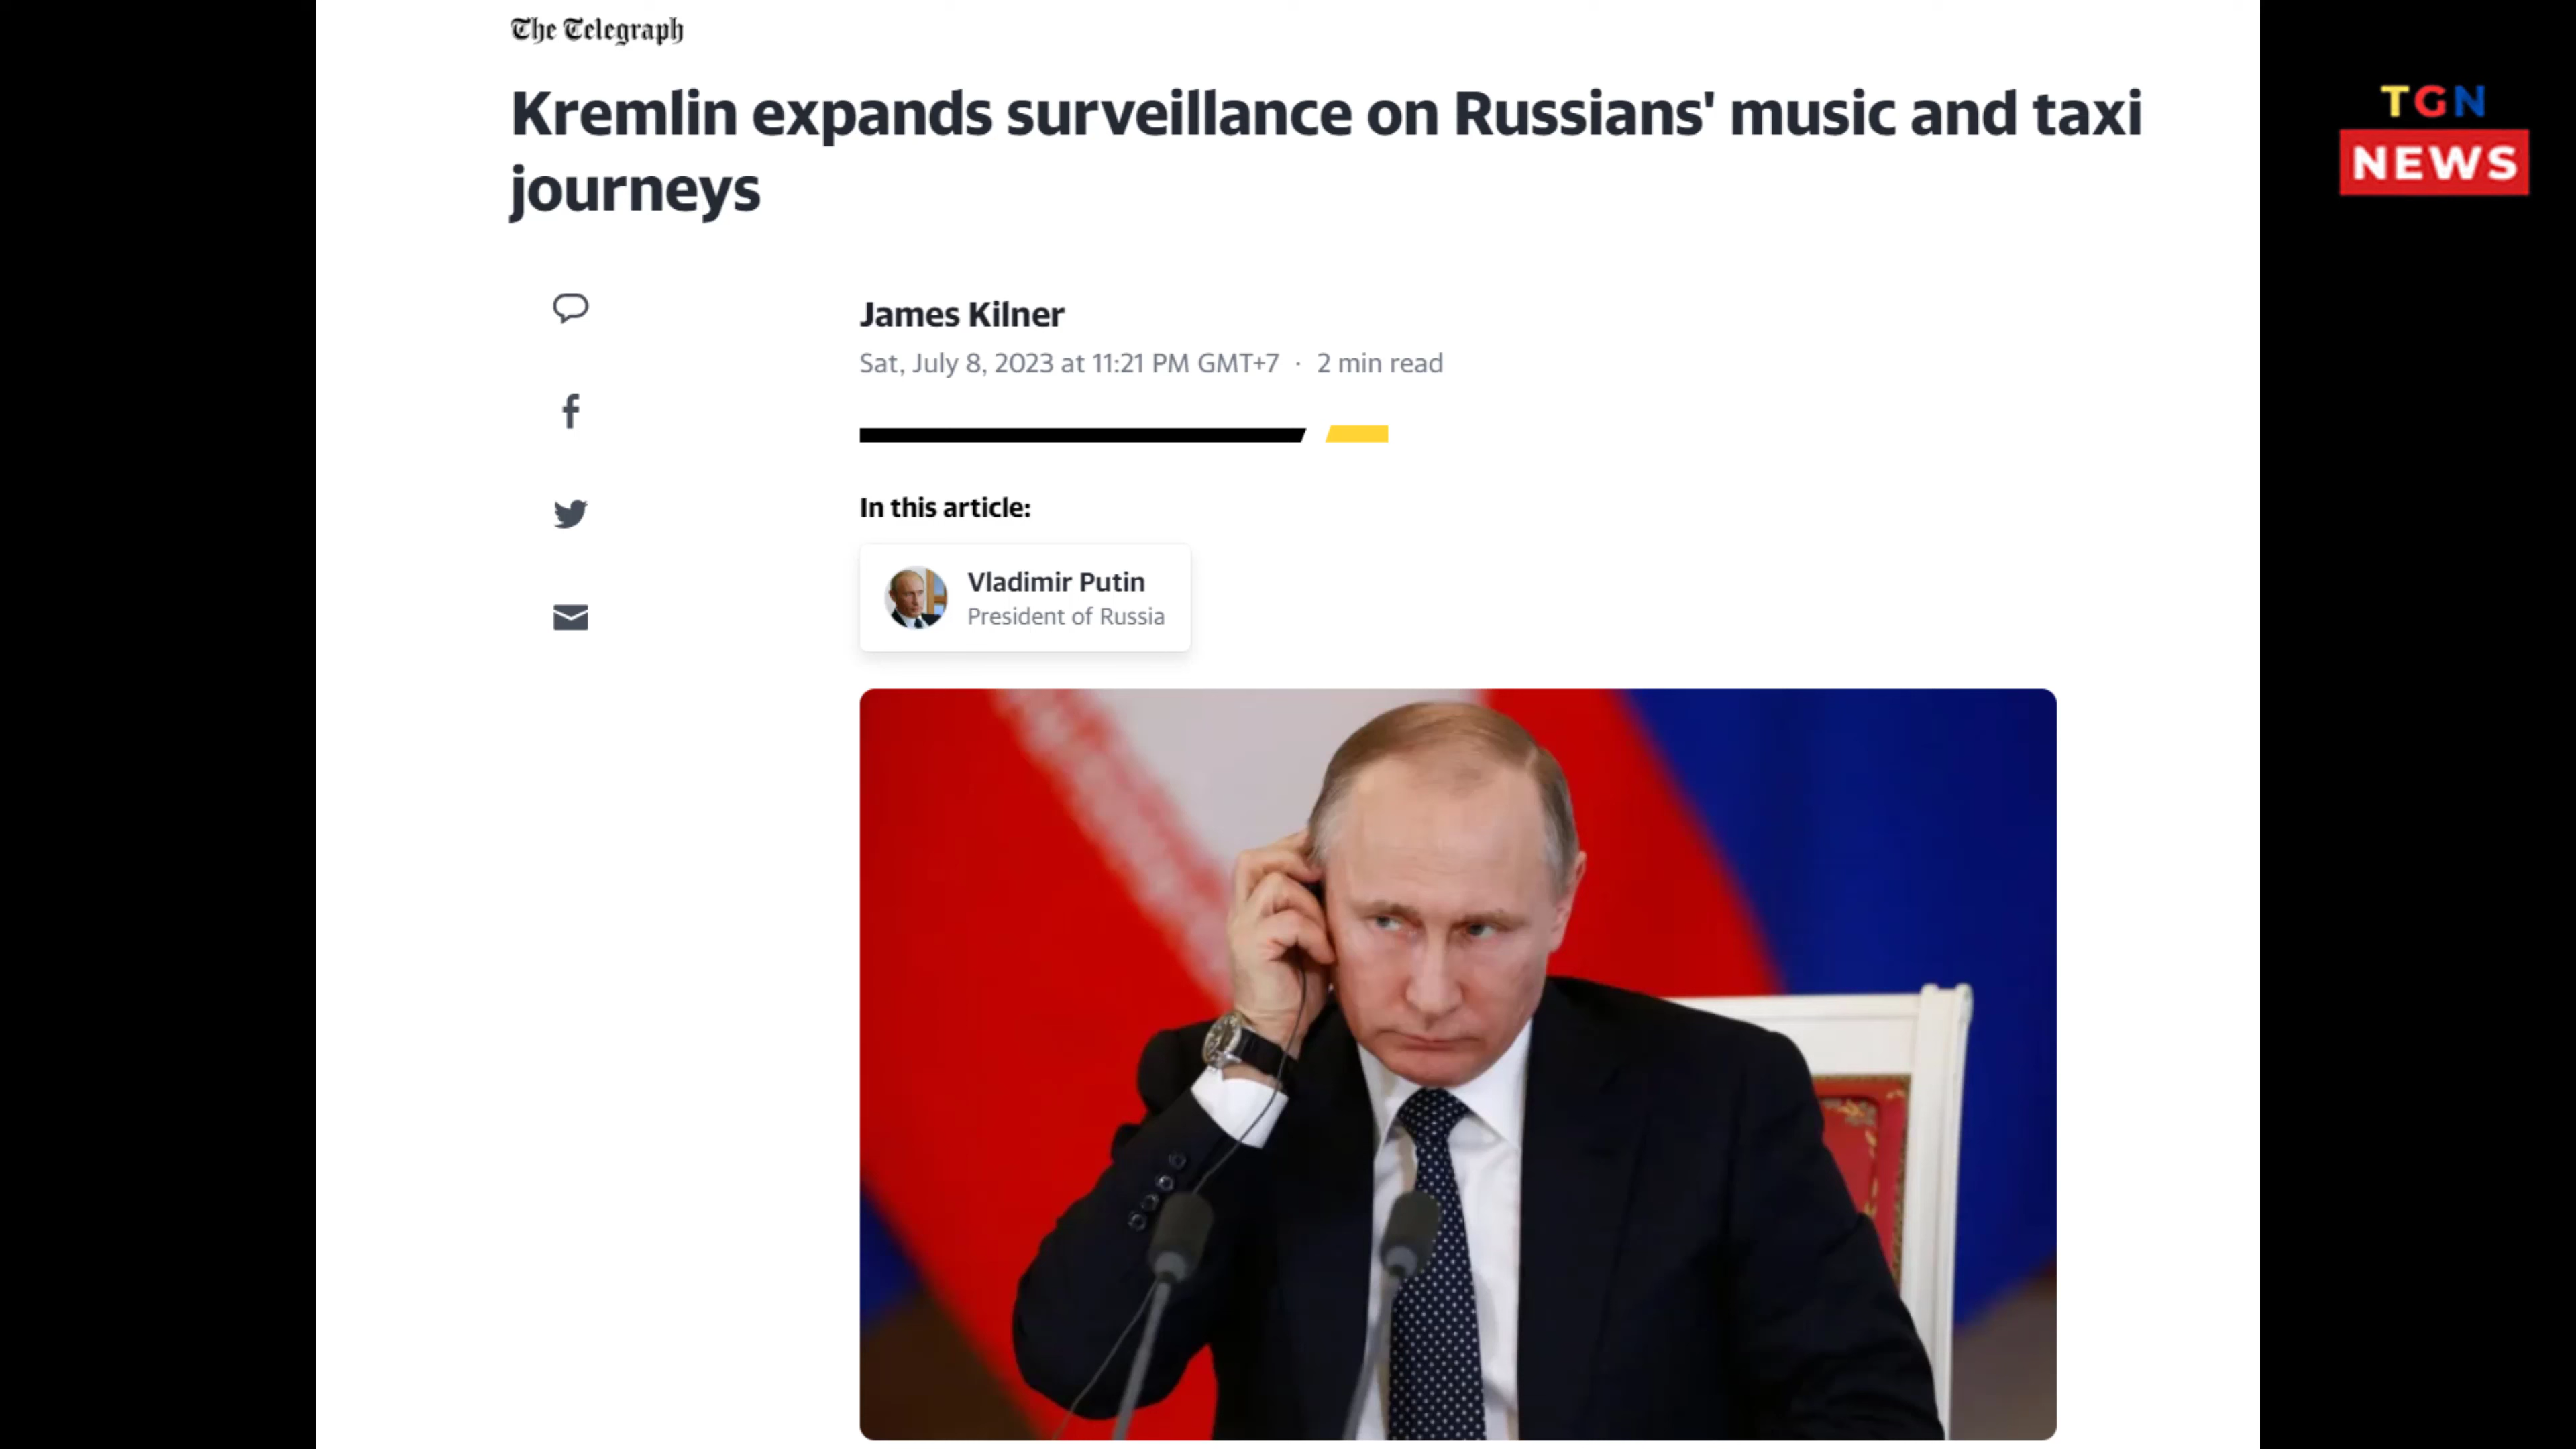 The Telegraph
Kremlin expands surveillance on Russians' music and taxi
journeys
TGN
NEWS
James Kilner
Sat, July 8, 2023 at 11:21 PM GMT+7 · 2 min read
In this article:
Vladimir Putin
President of Russia